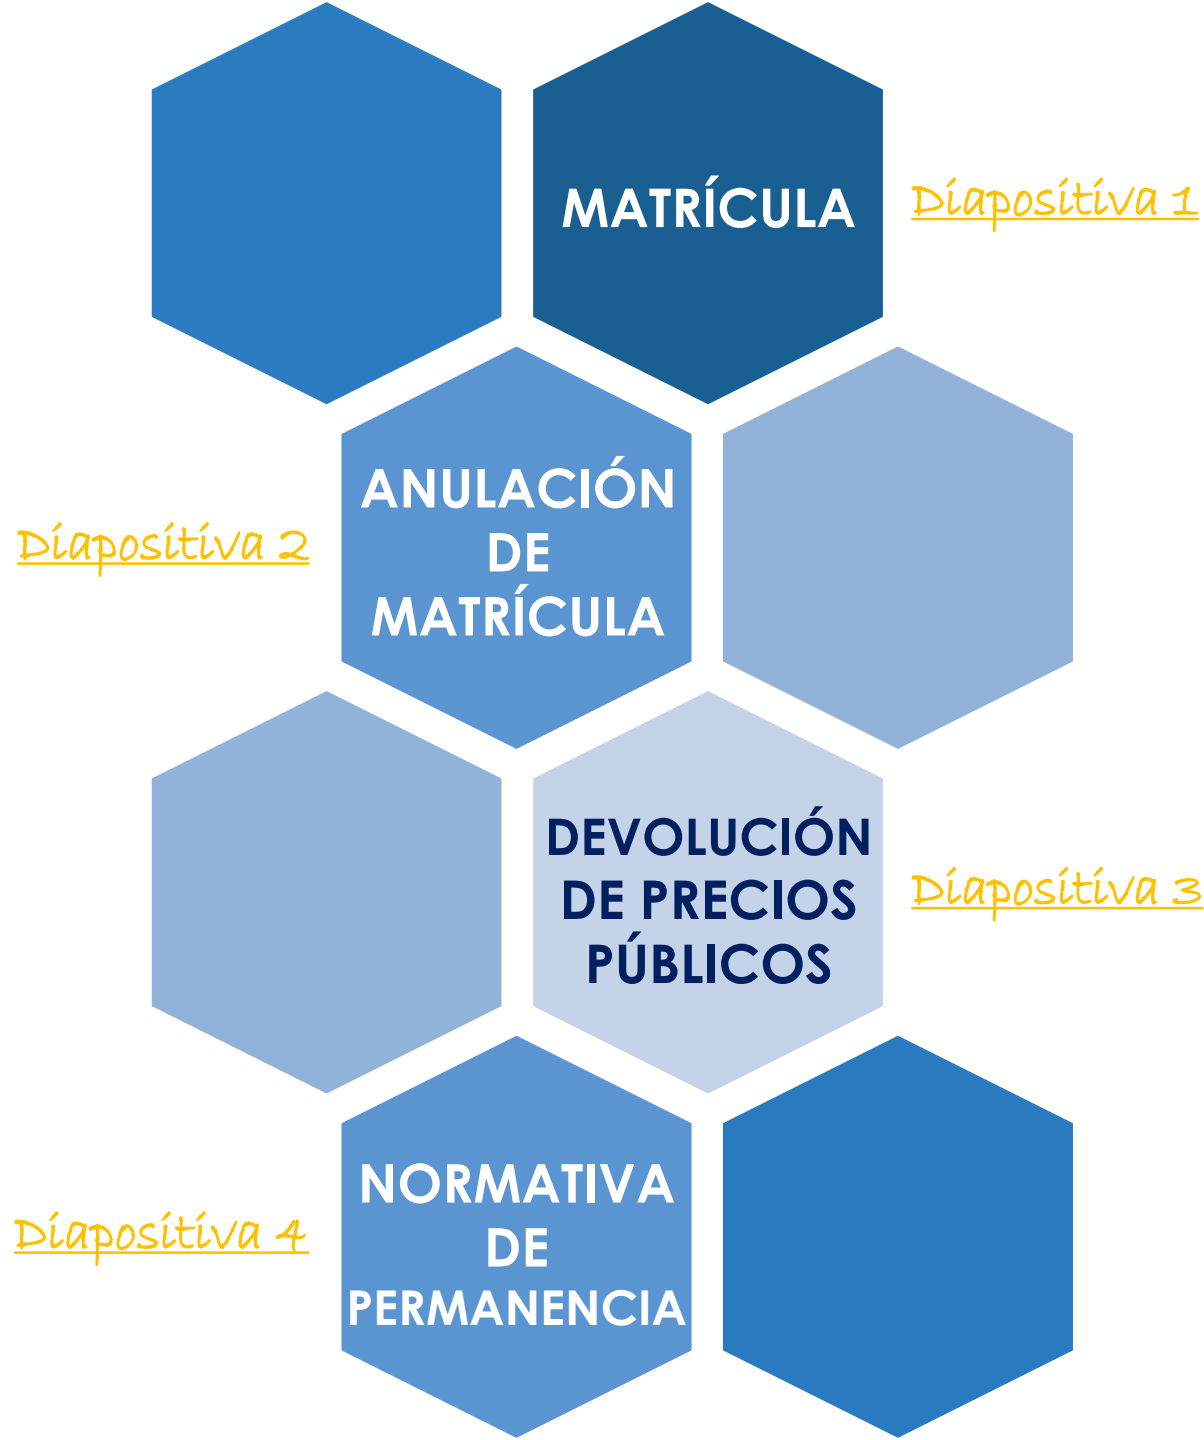 MATRÍCULA
Diapositiva 1
ANULACIÓN
DE
MATRÍCULA
Diapositiva 2
DEVOLUCIÓN
DE PRECIOS
PÚBLICOS
Diapositiva 3
NORMATIVA
DE
PERMANENCIA
Diapositiva 4